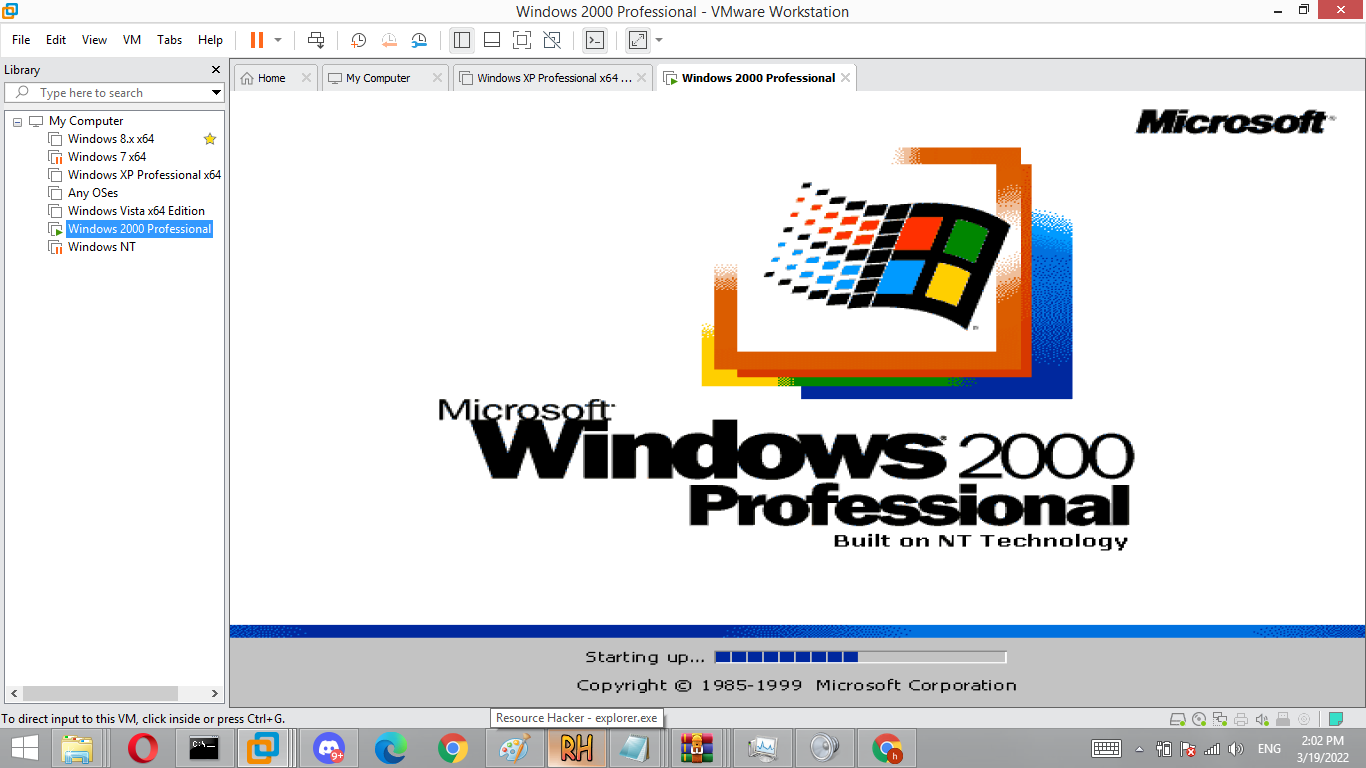 Windows 2000 Professional - VMware Workstation
File Edit View VM Tabs Help
Library
Type here to search
My Computer
Windows 8.x x64
Windows 7 x64
Windows XP Professional x64
Any OSes
Windows Vista x64 Edition
Windows 2000 Professional
Windows NT
Home
My Computer
Windows XP Professional x64 ...
Windows 2000 Professional
Microsoft
Microsoft
Windows 2000
Professional
Built on NT Technology
Starting up...
Copyright © 1985-1999 Microsoft Corporation
To direct input to this VM, click inside or press Ctrl+G.
Resource Hacker - explorer.exe
C:\_
9+
RH
h
ENG
2:02 PM
3/19/2022